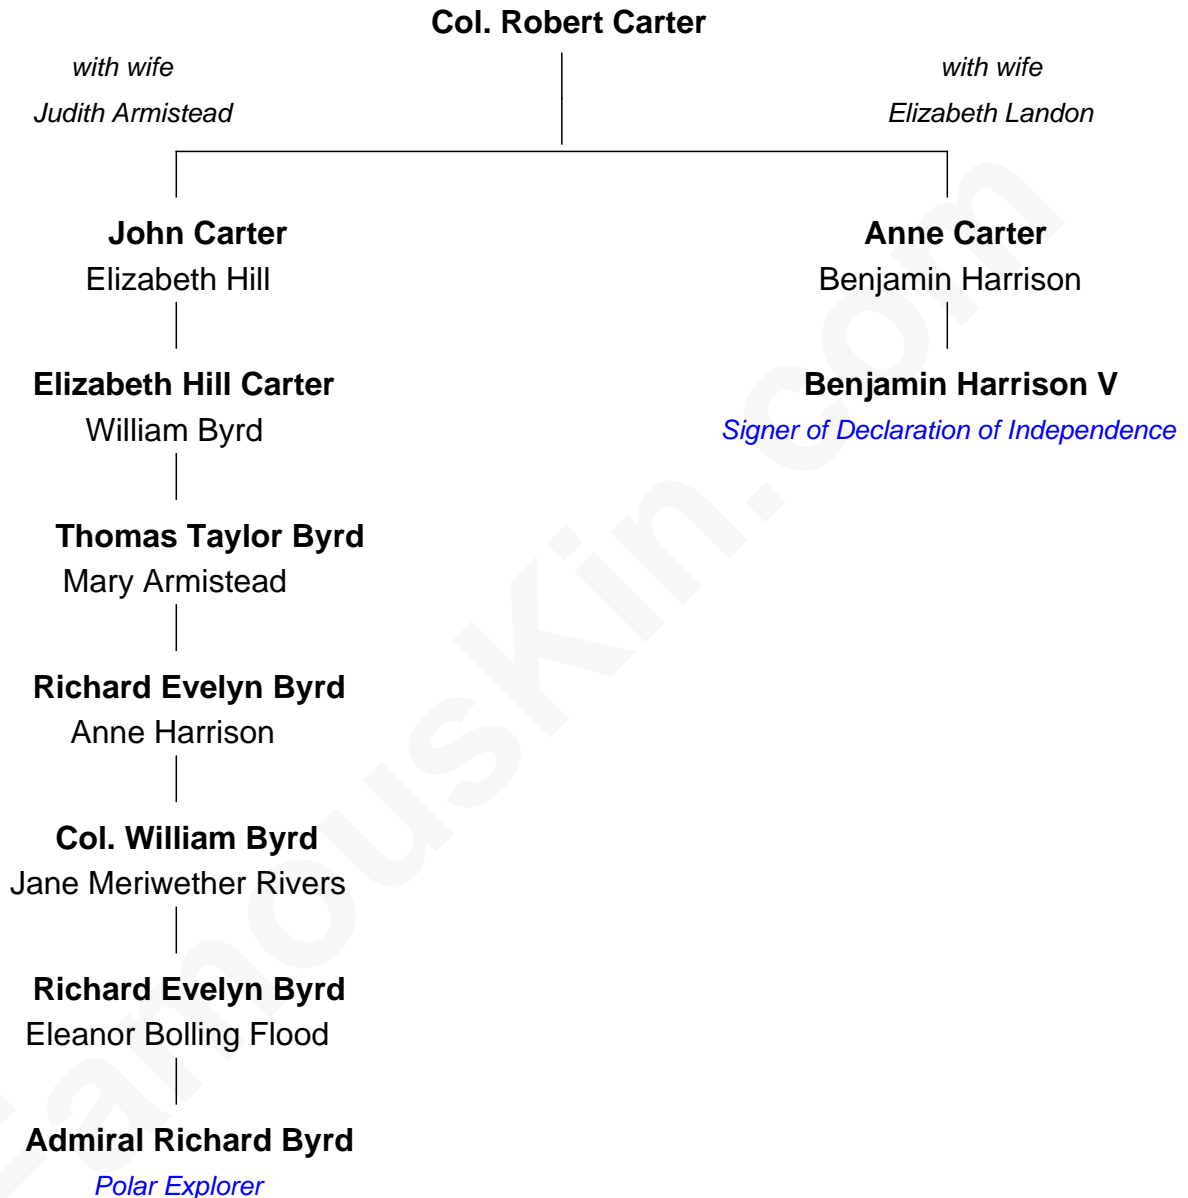 Col. Robert Carter
with wife
Judith Armistead
with wife
Elizabeth Landon
John Carter
Elizabeth Hill
Anne Carter
Benjamin Harrison
Elizabeth Hill Carter
William Byrd
Benjamin Harrison V
Signer of Declaration of Independence
Thomas Taylor Byrd
Mary Armistead
Richard Evelyn Byrd
Anne Harrison
Col. William Byrd
Jane Meriwether Rivers
Richard Evelyn Byrd
Eleanor Bolling Flood
Admiral Richard Byrd
Polar Explorer
FamousKin.com